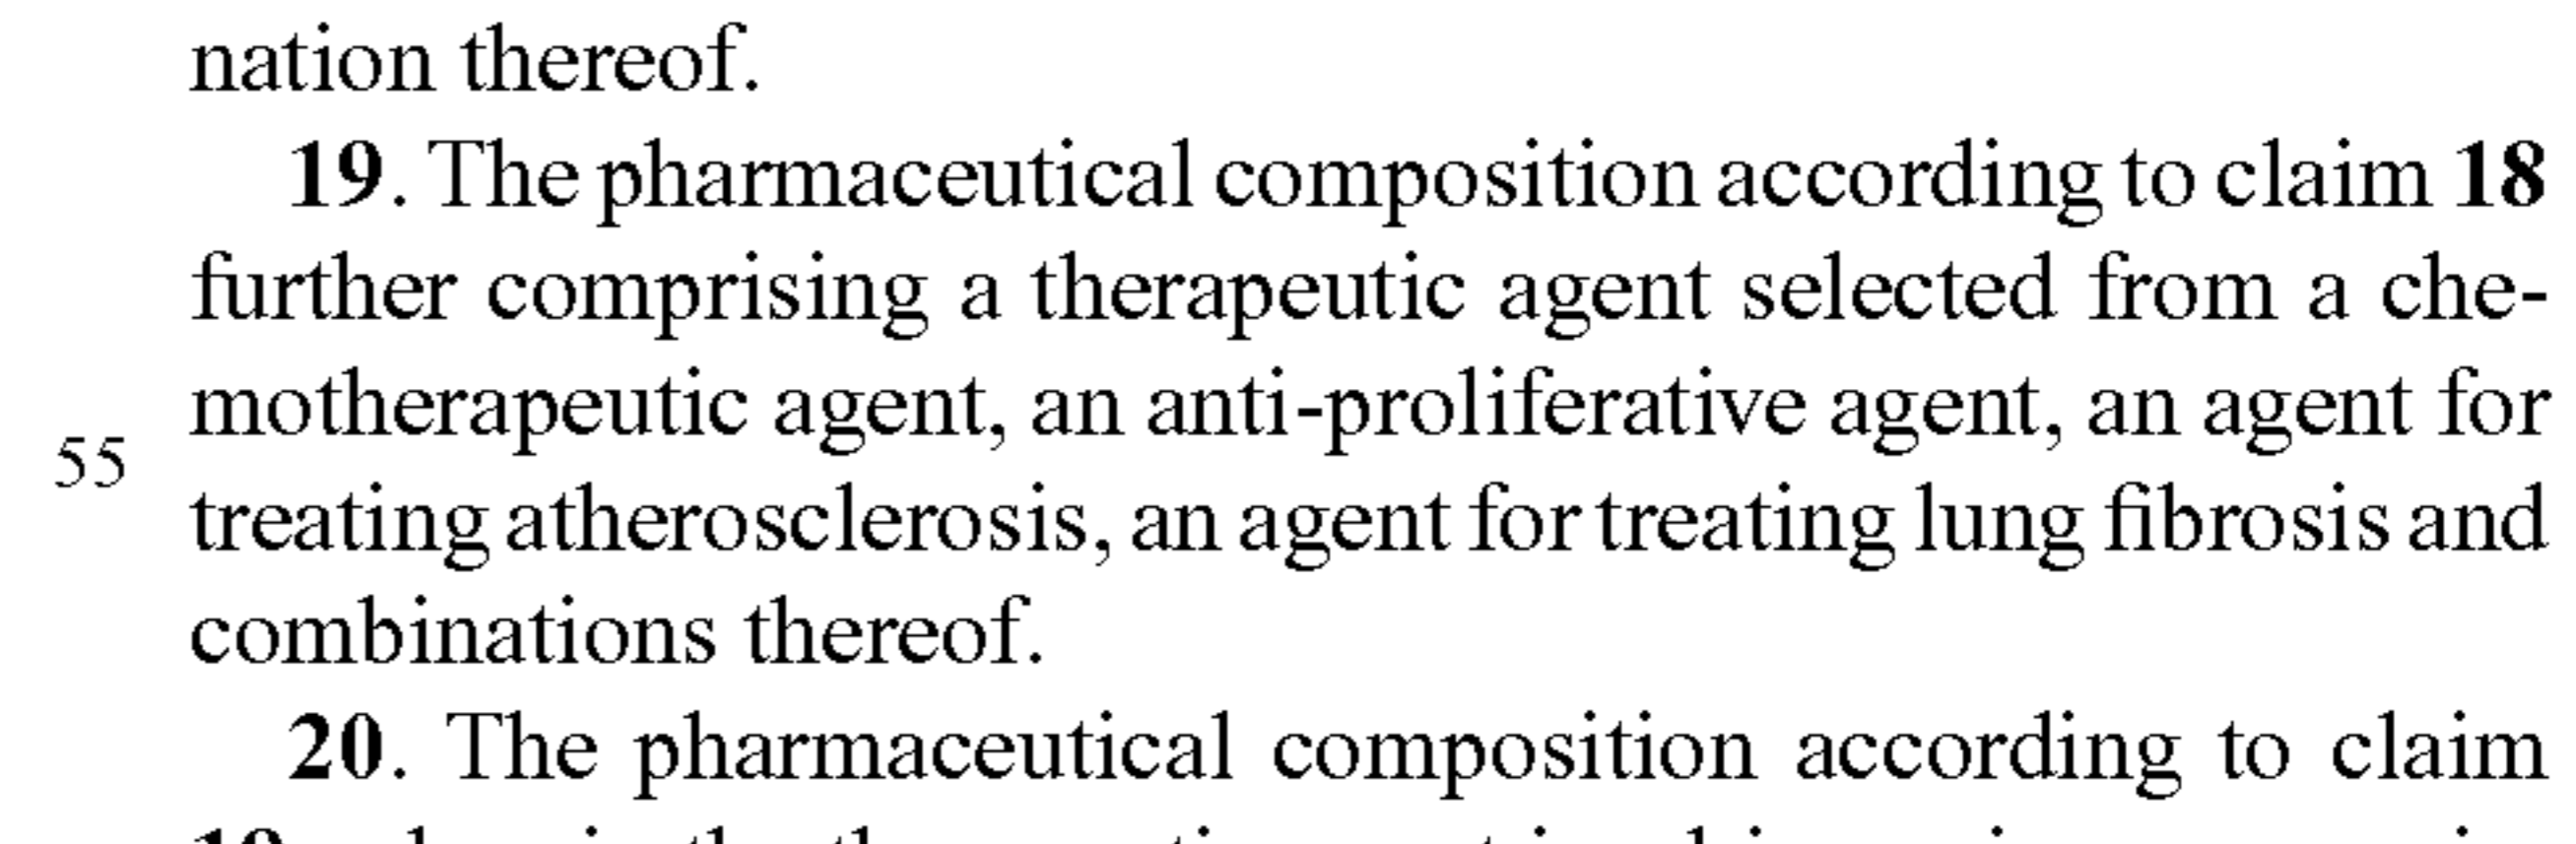 nation thereof.
19. The pharmaceutical composition according to claim 18
further comprising a therapeutic agent selected from a che-
motherapeutic agent, an anti-proliferative agent, an agent for
55
treating atherosclerosis, an agent for treating lung fibrosis and
combinations thereof.
20. The pharmaceutical composition according to claim